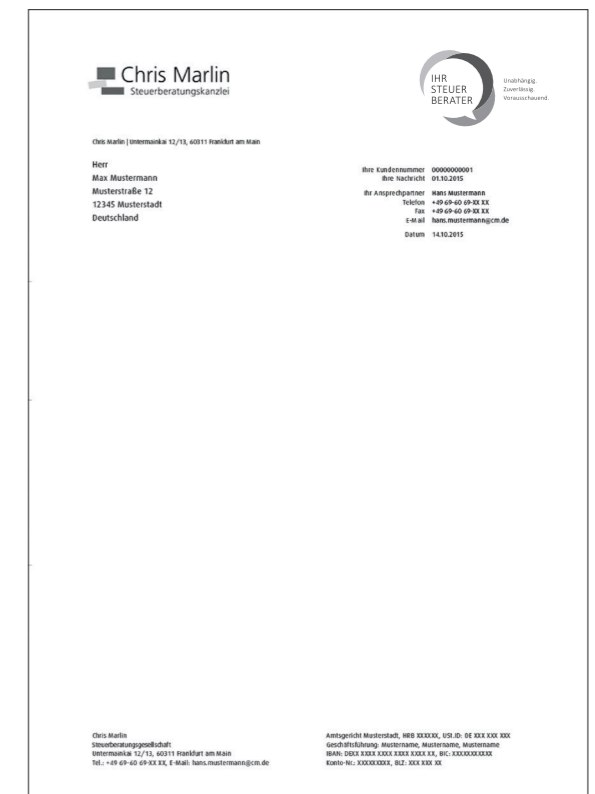 Chris Marlin
Steuerberatungskanzlei
IHR
STEUER
BERATER
Unabhängig.
Zuverlässig.
Vorausschauend.
Chris Marlin | Untermainkai 12/13, 60311 Frankfurt am Main
Herr
Max Mustermann
Musterstraße 12
12345 Musterstadt
Deutschland
Ihre Kundennummer 00000000001
Ihre Nachricht 01.10.2015
Ihr Ansprechpartner Hans Mustermann
Telefon +49 69-60 69-XX XX
Fax +49 69-60 69-XX XX
E-Mail hans.mustermann@cm.de
Datum 14.10.2015
Chris Marlin
Steuerberatungsgesellschaft
Untermainkai 12/13, 60311 Frankfurt am Main
Tel.: +49 69-60 69-XX XX, E-Mail: hans.mustermann@cm.de
Amtsgericht Musterstadt, HRB XXXXXX, USt.ID: DE XXX XXX XXX
Geschäftsführung: Mustername, Mustername, Mustername
IBAN: DEXX XXXX XXXX XXXX XXXX XX, BIC: XXXXXXXXXXX
Konto-Nr.: XXXXXXXXX, BLZ: XXX XXX XX